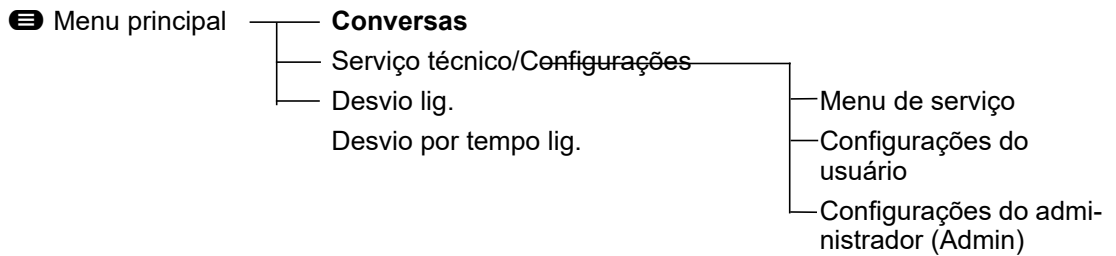 Menu principal
Conversas
Serviço técnico/Configurações
Desvio lig.
Desvio por tempo lig.
Menu de serviço
Configurações do
usuário
Configurações do admi-
nistrador (Admin)